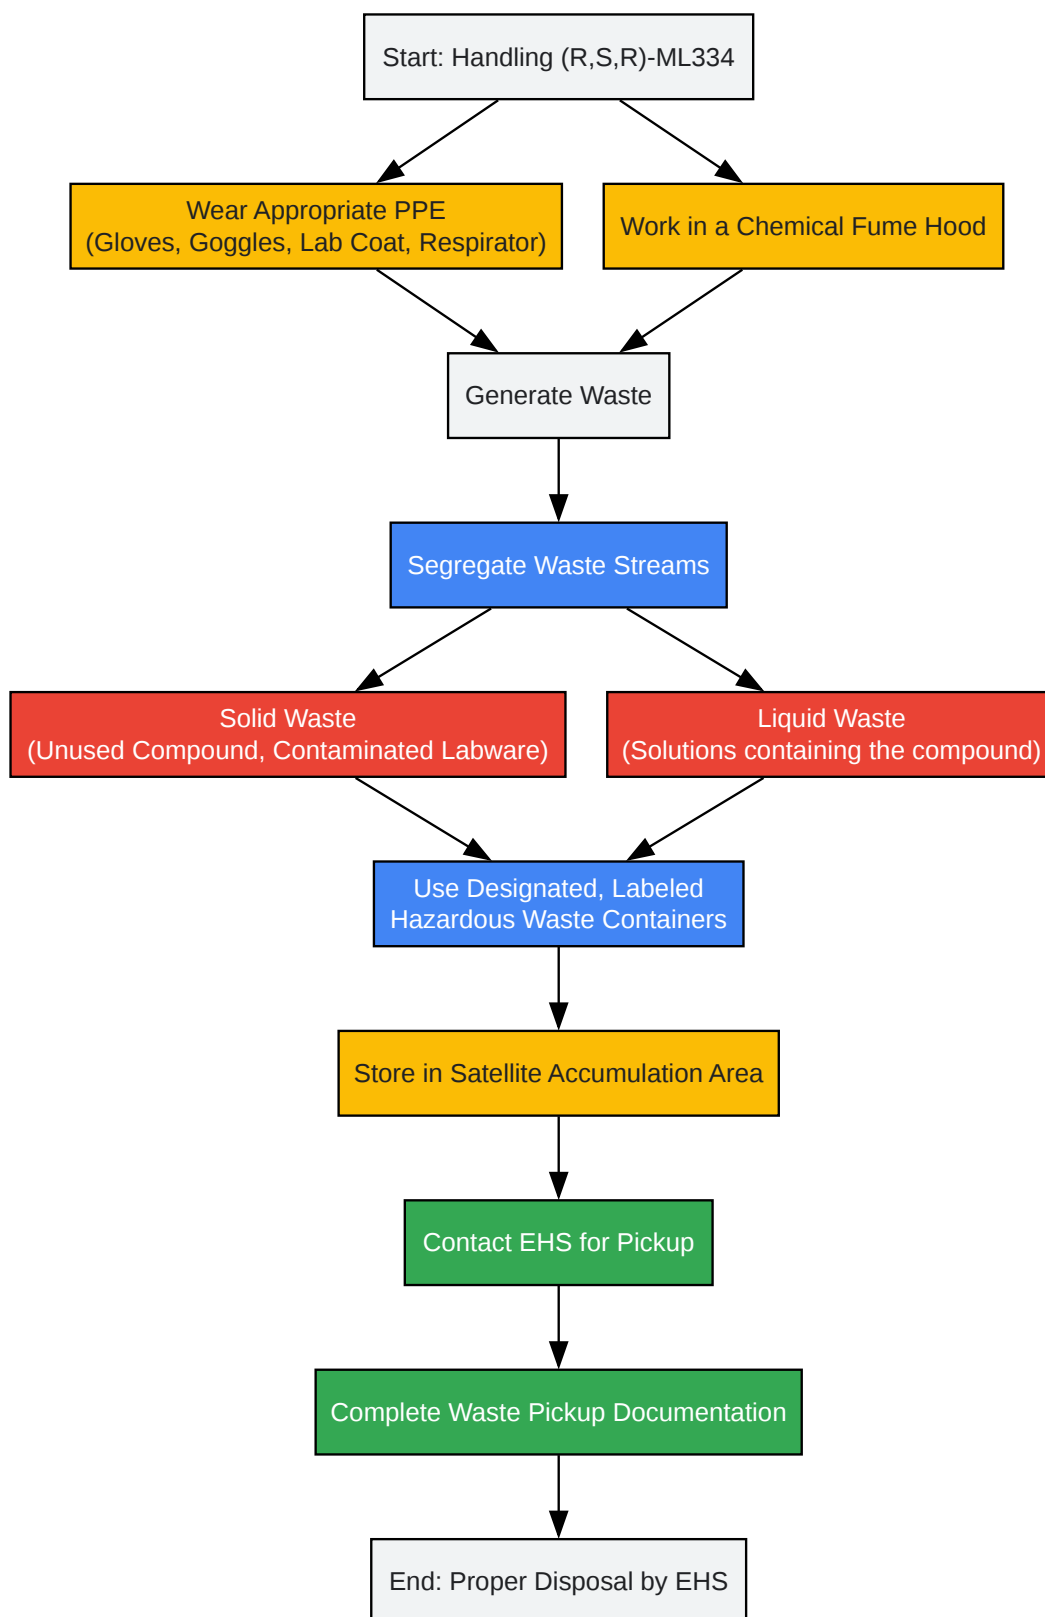 Start: Handling (R,S,R)-ML334
Wear Appropriate PPE
(Gloves, Goggles, Lab Coat, Respirator)
Work in a Chemical Fume Hood
Generate Waste
Segregate Waste Streams
Solid Waste
(Unused Compound, Contaminated Labware)
Liquid Waste
(Solutions containing the compound)
Use Designated, Labeled
Hazardous Waste Containers
Store in Satellite Accumulation Area
Contact EHS for Pickup
Complete Waste Pickup Documentation
End: Proper Disposal by EHS